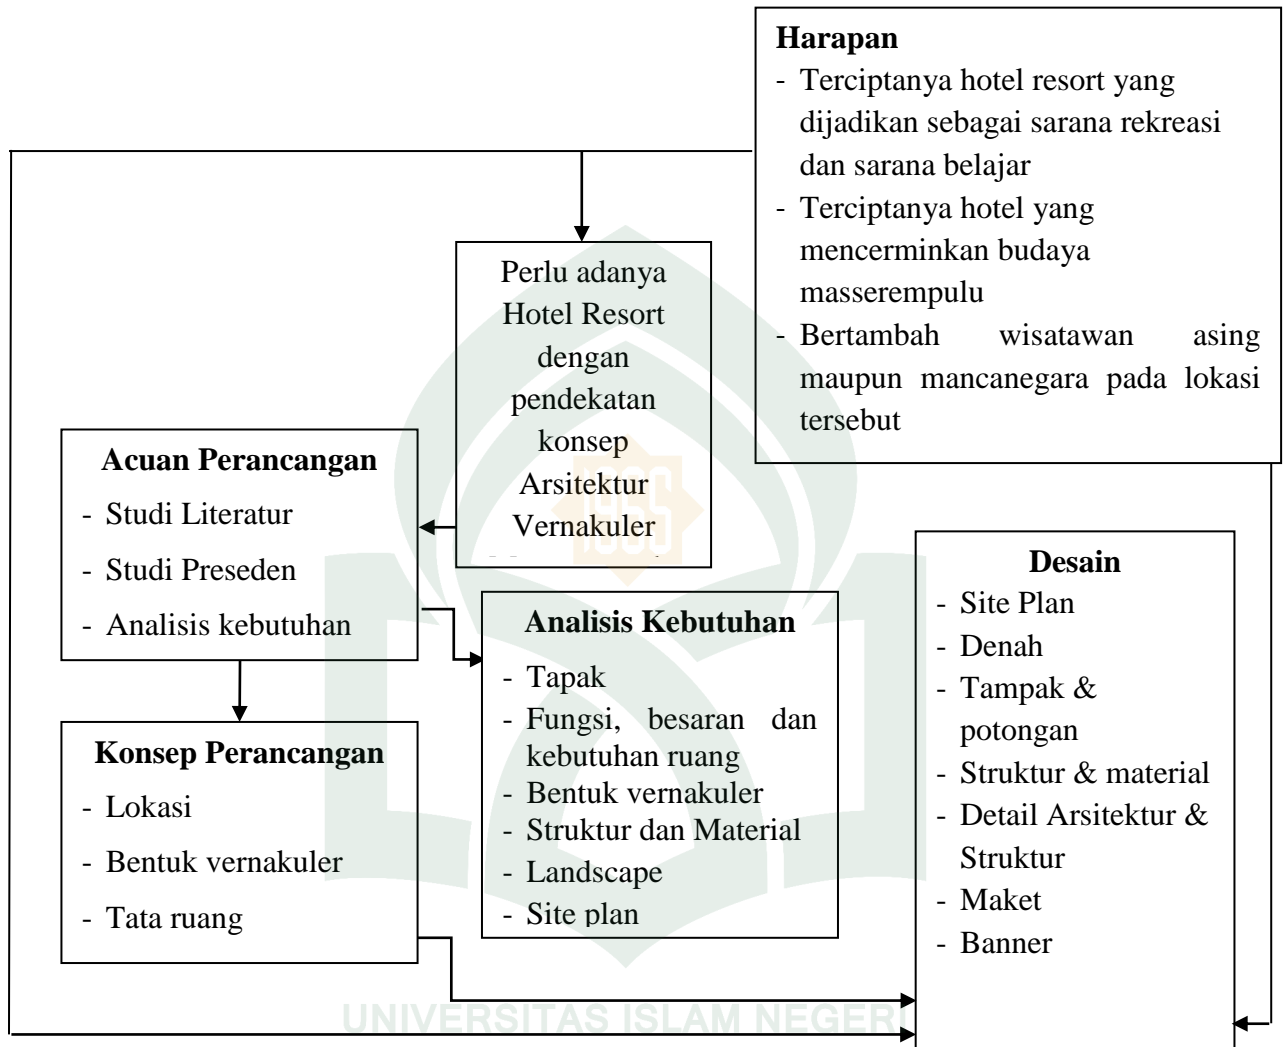 Harapan
- Terciptanya hotel resort yang
dijadikan sebagai sarana rekreasi
dan sarana belajar
- Terciptanya hotel yang
mencerminkan budaya
masserempulu
- Bertambah wisatawan asing
maupun mancanegara pada lokasi
tersebut
Perlu adanya
Hotel Resort
dengan
pendekatan
konsep
Arsitektur
Vernakuler
Acuan Perancangan
- Studi Literatur
- Studi Preseden
- Analisis kebutuhan
Analisis Kebutuhan
- Tapak
- Fungsi, besaran dan
kebutuhan ruang
- Bentuk vernakuler
- Struktur dan Material
- Landscape
- Site plan
Konsep Perancangan
- Lokasi
- Bentuk vernakuler
- Tata ruang
Desain
- Site Plan
- Denah
- Tampak &
potongan
- Struktur & material
- Detail Arsitektur &
Struktur
- Maket
- Banner
1965
UNIVERSITAS ISLAM NEGERI